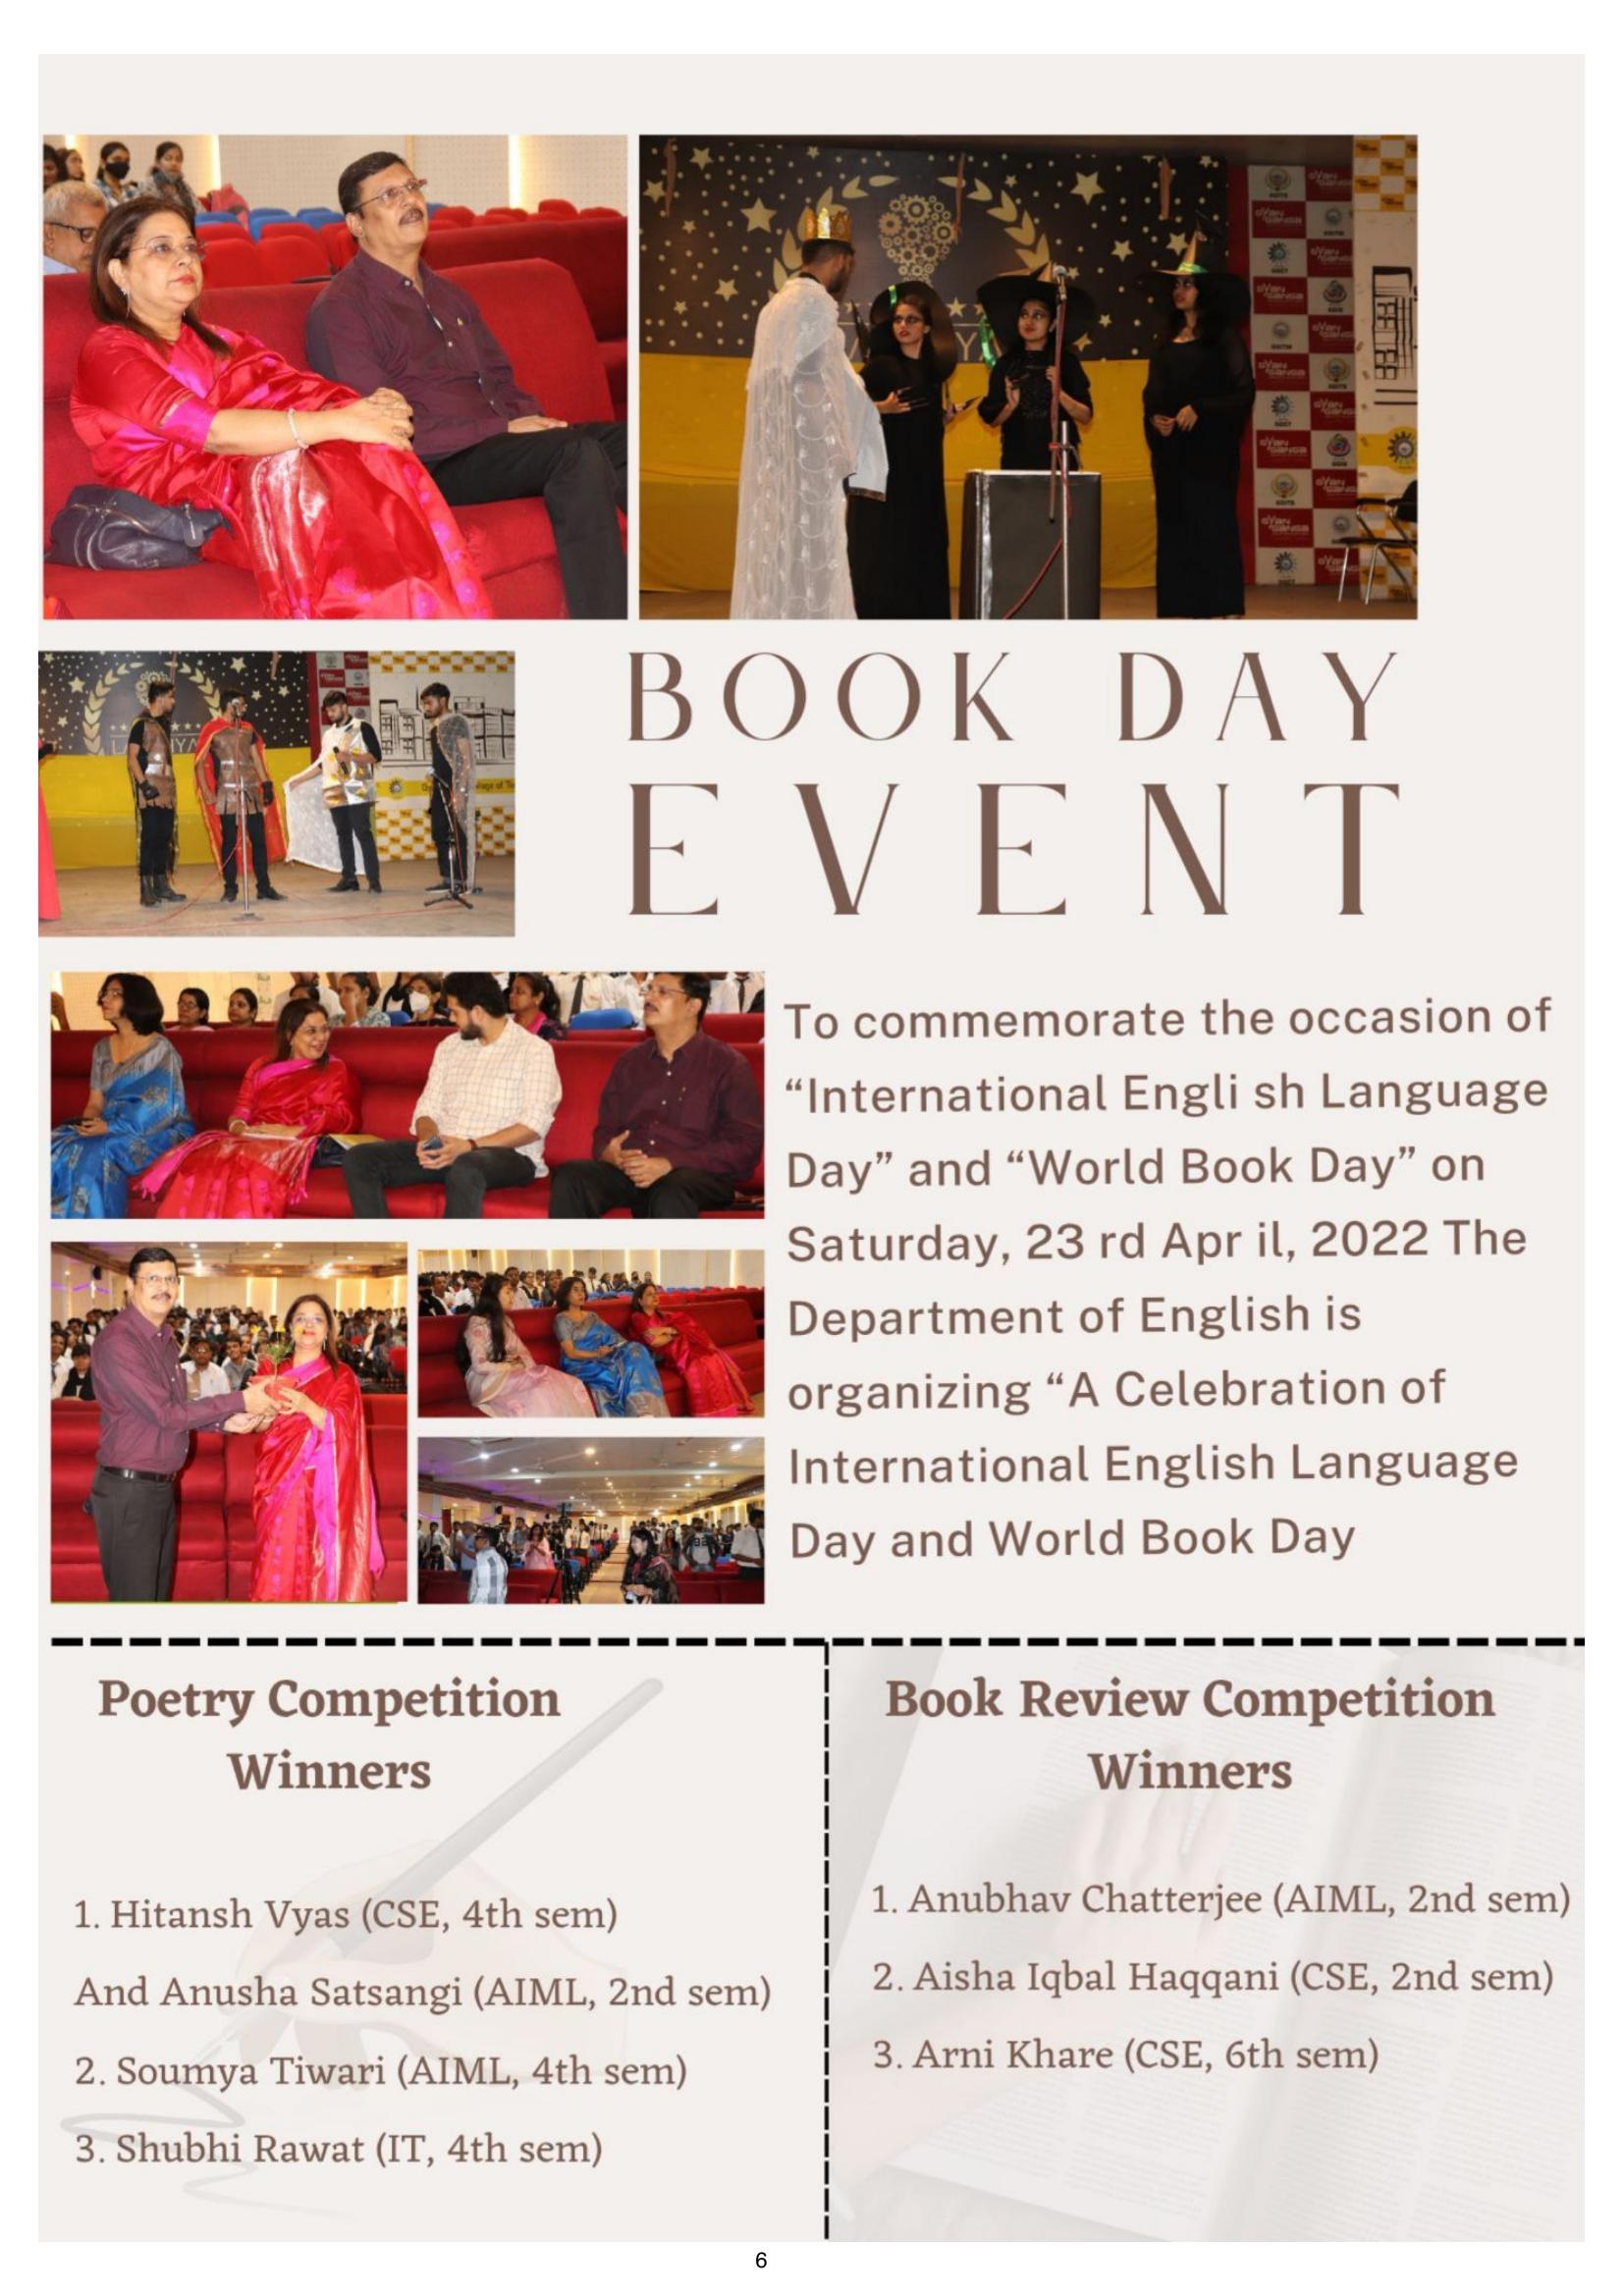 BOOK DAY
EVENT
To commemorate the occasion of
“International Engli sh Language
Day” and “World Book Day” on
Saturday, 23 rd Apr il, 2022 The
Department of English is
organizing “A Celebration of
International English Language
Day and World Book Day
Poetry Competition
Winners
1. Hitansh Vyas (CSE, 4th sem)
And Anusha Satsangi (AIML, 2nd sem)
2. Soumya Tiwari (AIML, 4th sem)
3. Shubhi Rawat (IT, 4th sem)
Book Review Competition
Winners
1. Anubhav Chatterjee (AIML, 2nd sem)
2. Aisha Iqbal Haqqani (CSE, 2nd sem)
3. Arni Khare (CSE, 6th sem)
6